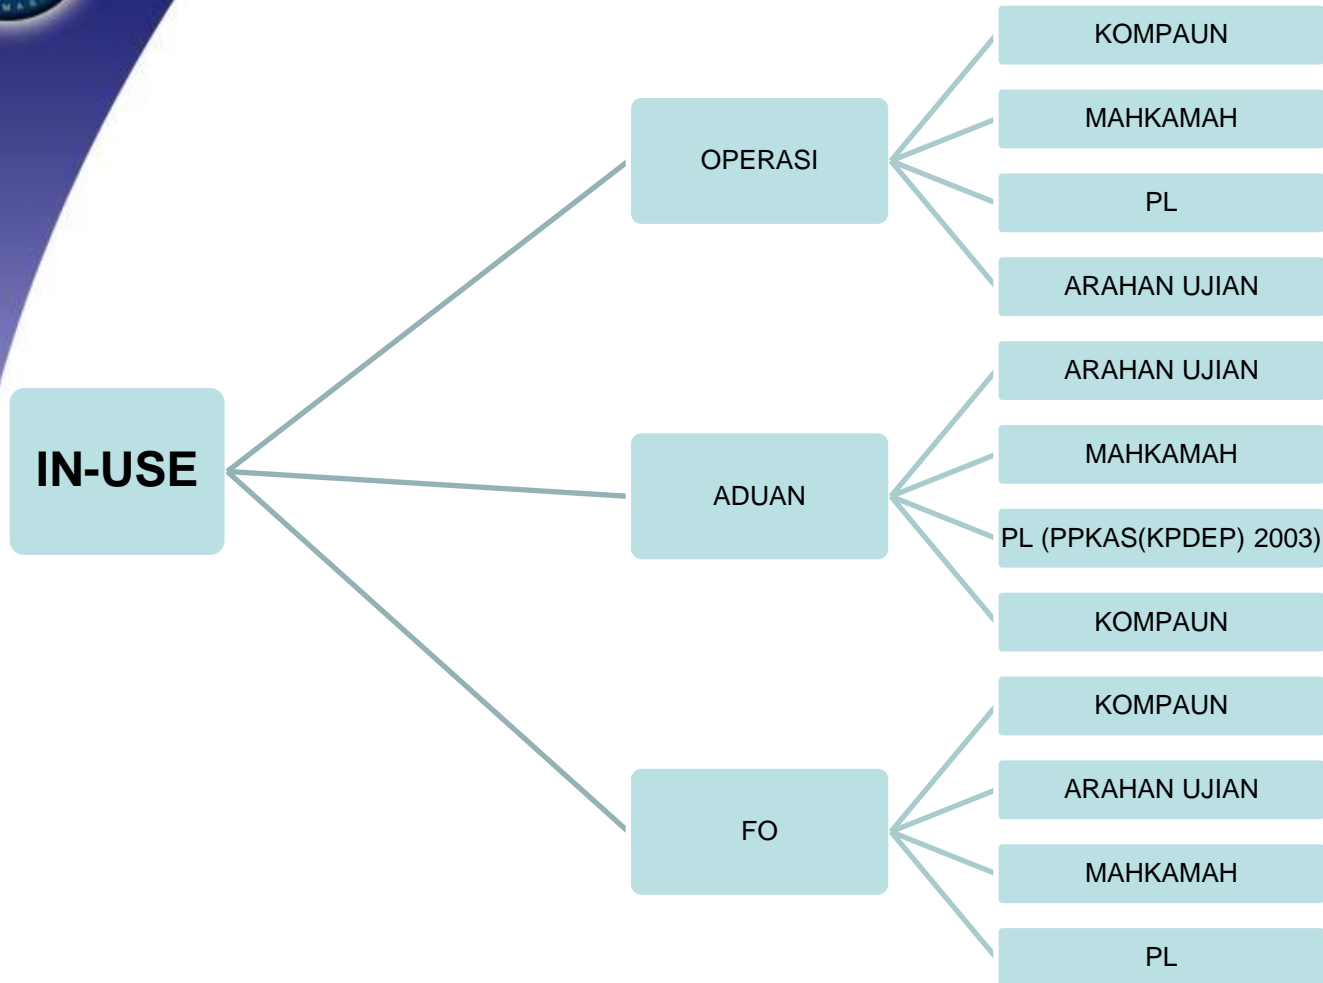 IN-USE
OPERASI
KOMPAUN
MAHKAMAH
PL
ARAHAN UJIAN
ADUAN
ARAHAN UJIAN
MAHKAMAH
PL (PPKAS(KPDEP) 2003)
KOMPAUN
FO
KOMPAUN
ARAHAN UJIAN
MAHKAMAH
PL